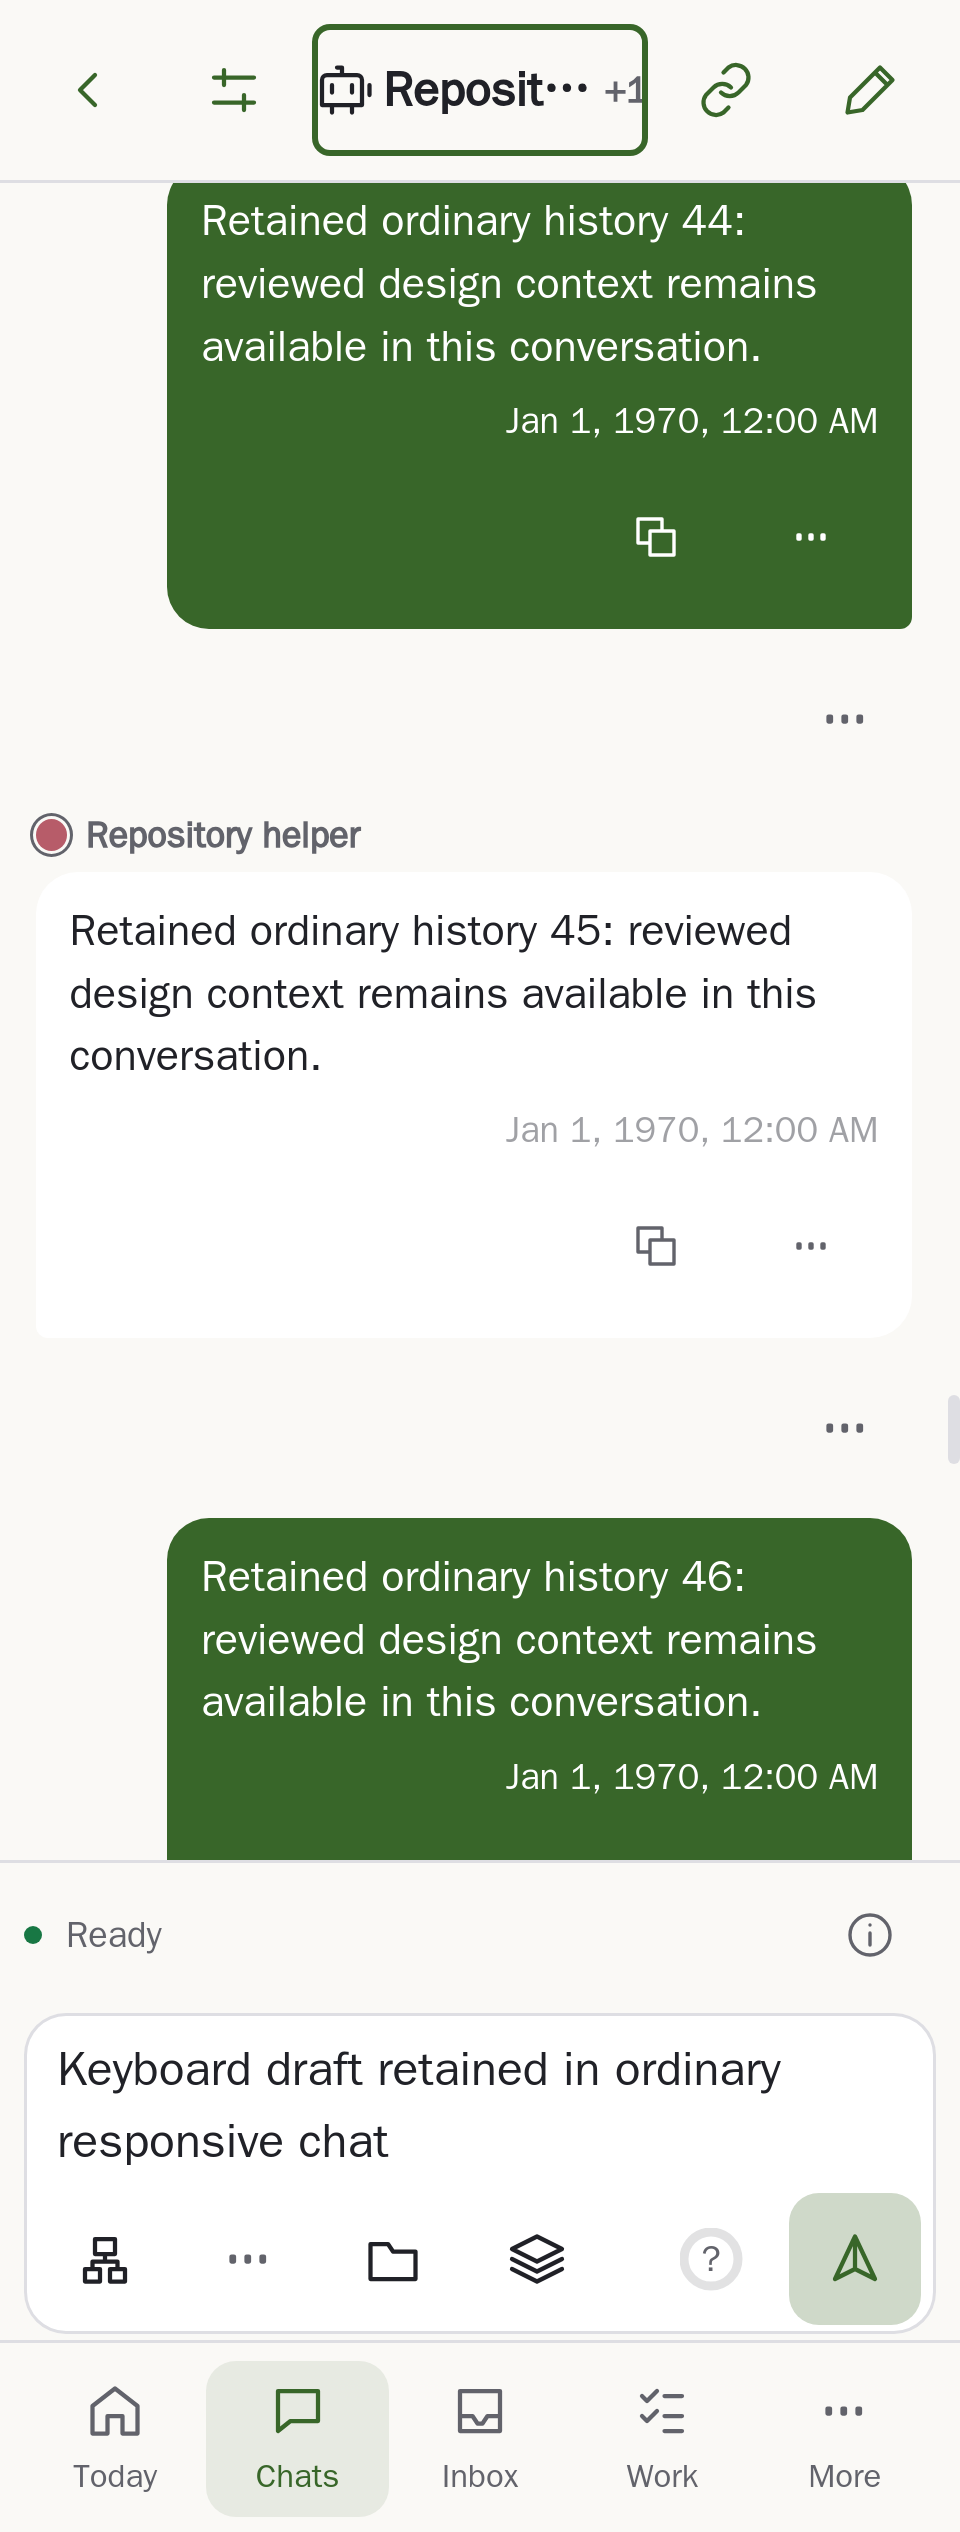 Reposit··· +1
Retained ordinary history 44:
reviewed design context remains
available in this conversation.
Jan 1, 1970, 12:00 AM
Repository helper
Retained ordinary history 45: reviewed
design context remains available in this
conversation.
Jan 1, 1970, 12:00 AM
Retained ordinary history 46:
reviewed design context remains
available in this conversation.
Jan 1, 1970, 12:00 AM
Ready
Keyboard draft retained in ordinary
responsive chat
?
Today Chats Inbox Work More